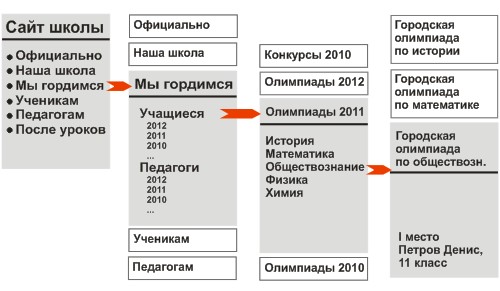 Сайт школы
● Официально
● Наша школа
● Мы гордимся
● Ученикам
● Педагогам
● После уроков
Официально
Наша школа
Мы гордимся
Учащиеся
2012
2011
2010
...
Педагоги
2012
2011
2010
...
Ученикам
Педагогам
Конкурсы 2010
Олимпиады 2012
Олимпиады 2011
История
Математика
Обществознание
Физика
Химия
Олимпиады 2010
Городская
олимпиада
по истории
Городская
олимпиада
по математике
Городская
олимпиада
по обществозн.
I место
Петров Денис,
11 класс